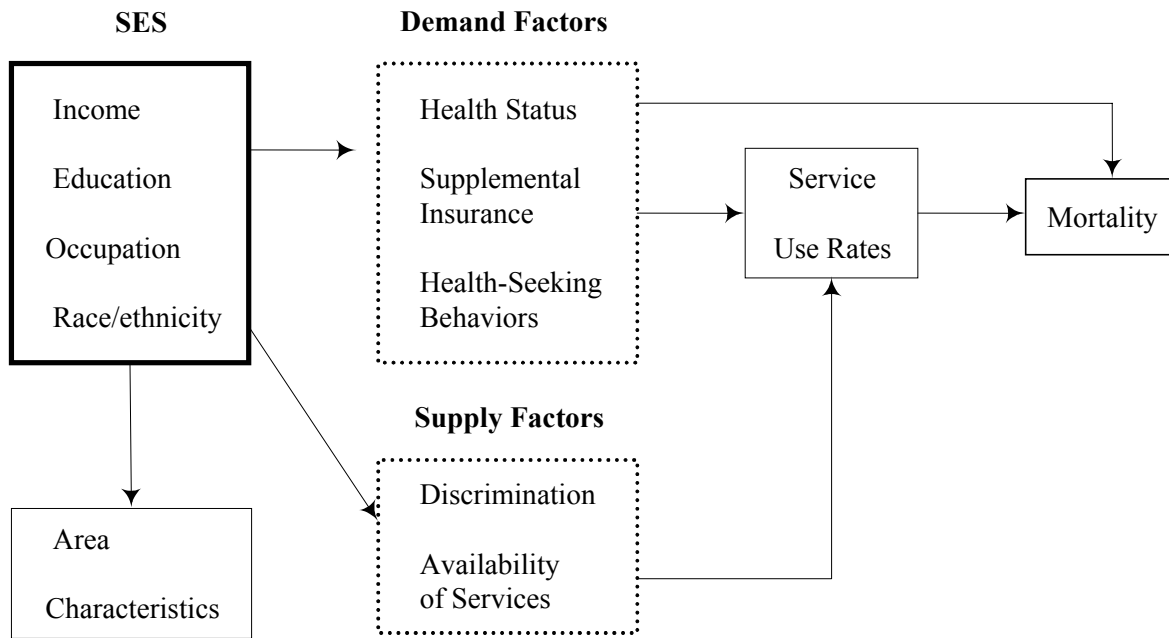 SES
Income
Education
Occupation
Race/ethnicity
Area
Characteristics
Demand Factors
Health Status
Supplemental
Insurance
Health-Seeking
Behaviors
Supply Factors
Discrimination
Availability
of Services
Service
Use Rates
Mortality